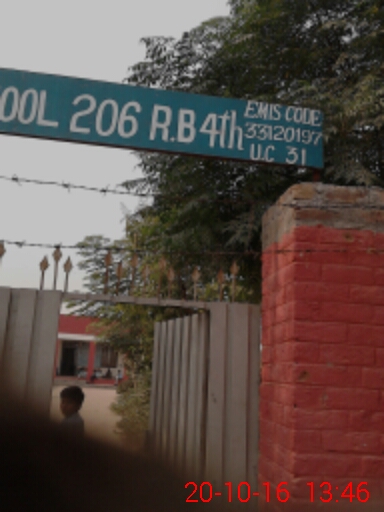 OOL 206 R.B 4th
EMIS CODE
33120197
U.C 31
20-10-16 13:46